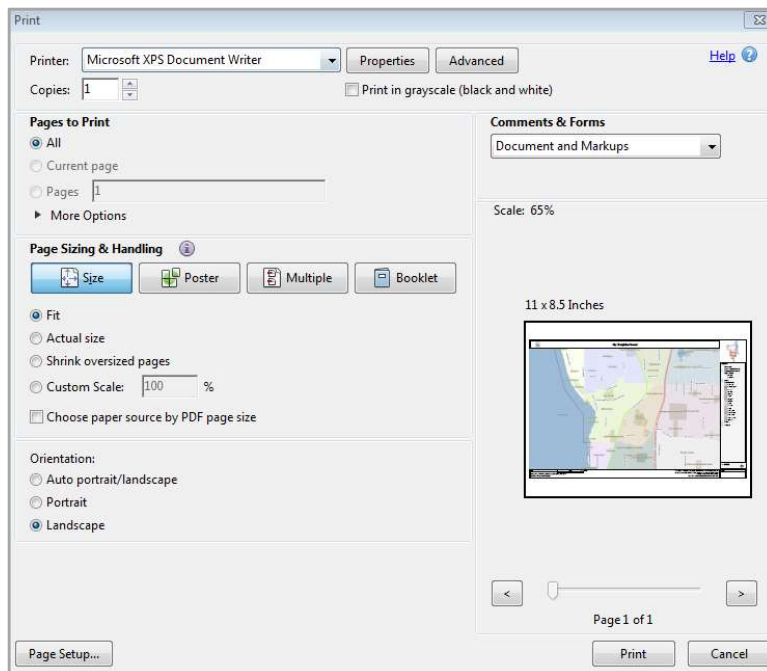 Print
Printer: Microsoft XPS Document Writer Properties Advanced Help
Copies: 1 Print in grayscale (black and white)
Pages to Print
All
Current page
Pages 1
More Options
Comments & Forms
Document and Markups
Scale: 65%
Page Sizing & Handling
Size Poster Multiple Booklet
Fit
Actual size
Shrink oversized pages
Custom Scale: 100 %
Choose paper source by PDF page size
11 x 8.5 Inches
My Neighborhood
Orientation:
Auto portrait/landscape
Portrait
Landscape
< >
Page 1 of 1
Page Setup... Print Cancel